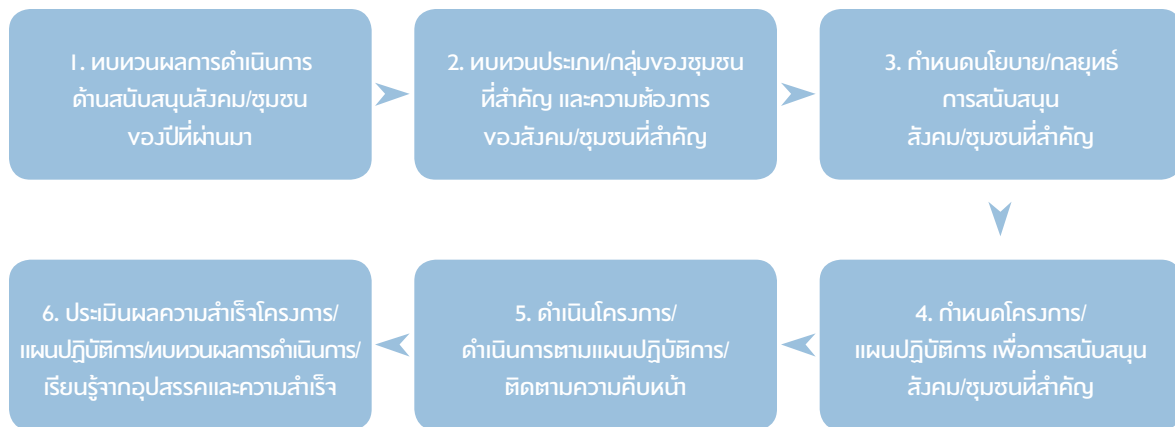 1. ทบทวนผลการดำเนินการ
ด้านสนับสนุนสังคม/ชุมชน
ของปีที่ผ่านมา
2. ทบทวนประเภท/กลุ่มของชุมชน
ที่สำคัญ และความต้องการ
ของสังคม/ชุมชนที่สำคัญ
3. กำหนดนโยบาย/กลยุทธ์
การสนับสนุน
สังคม/ชุมชนที่สำคัญ
4. กำหนดโครงการ/
แผนปฏิบัติการ เพื่อการสนับสนุน
สังคม/ชุมชนที่สำคัญ
5. ดำเนินโครงการ/
ดำเนินการตามแผนปฏิบัติการ/
ติดตามความคืบหน้า
6. ประเมินผลความสำเร็จโครงการ/
แผนปฏิบัติการ/ทบทวนผลการดำเนินการ/
เรียนรู้จากอุปสรรคและความสำเร็จ